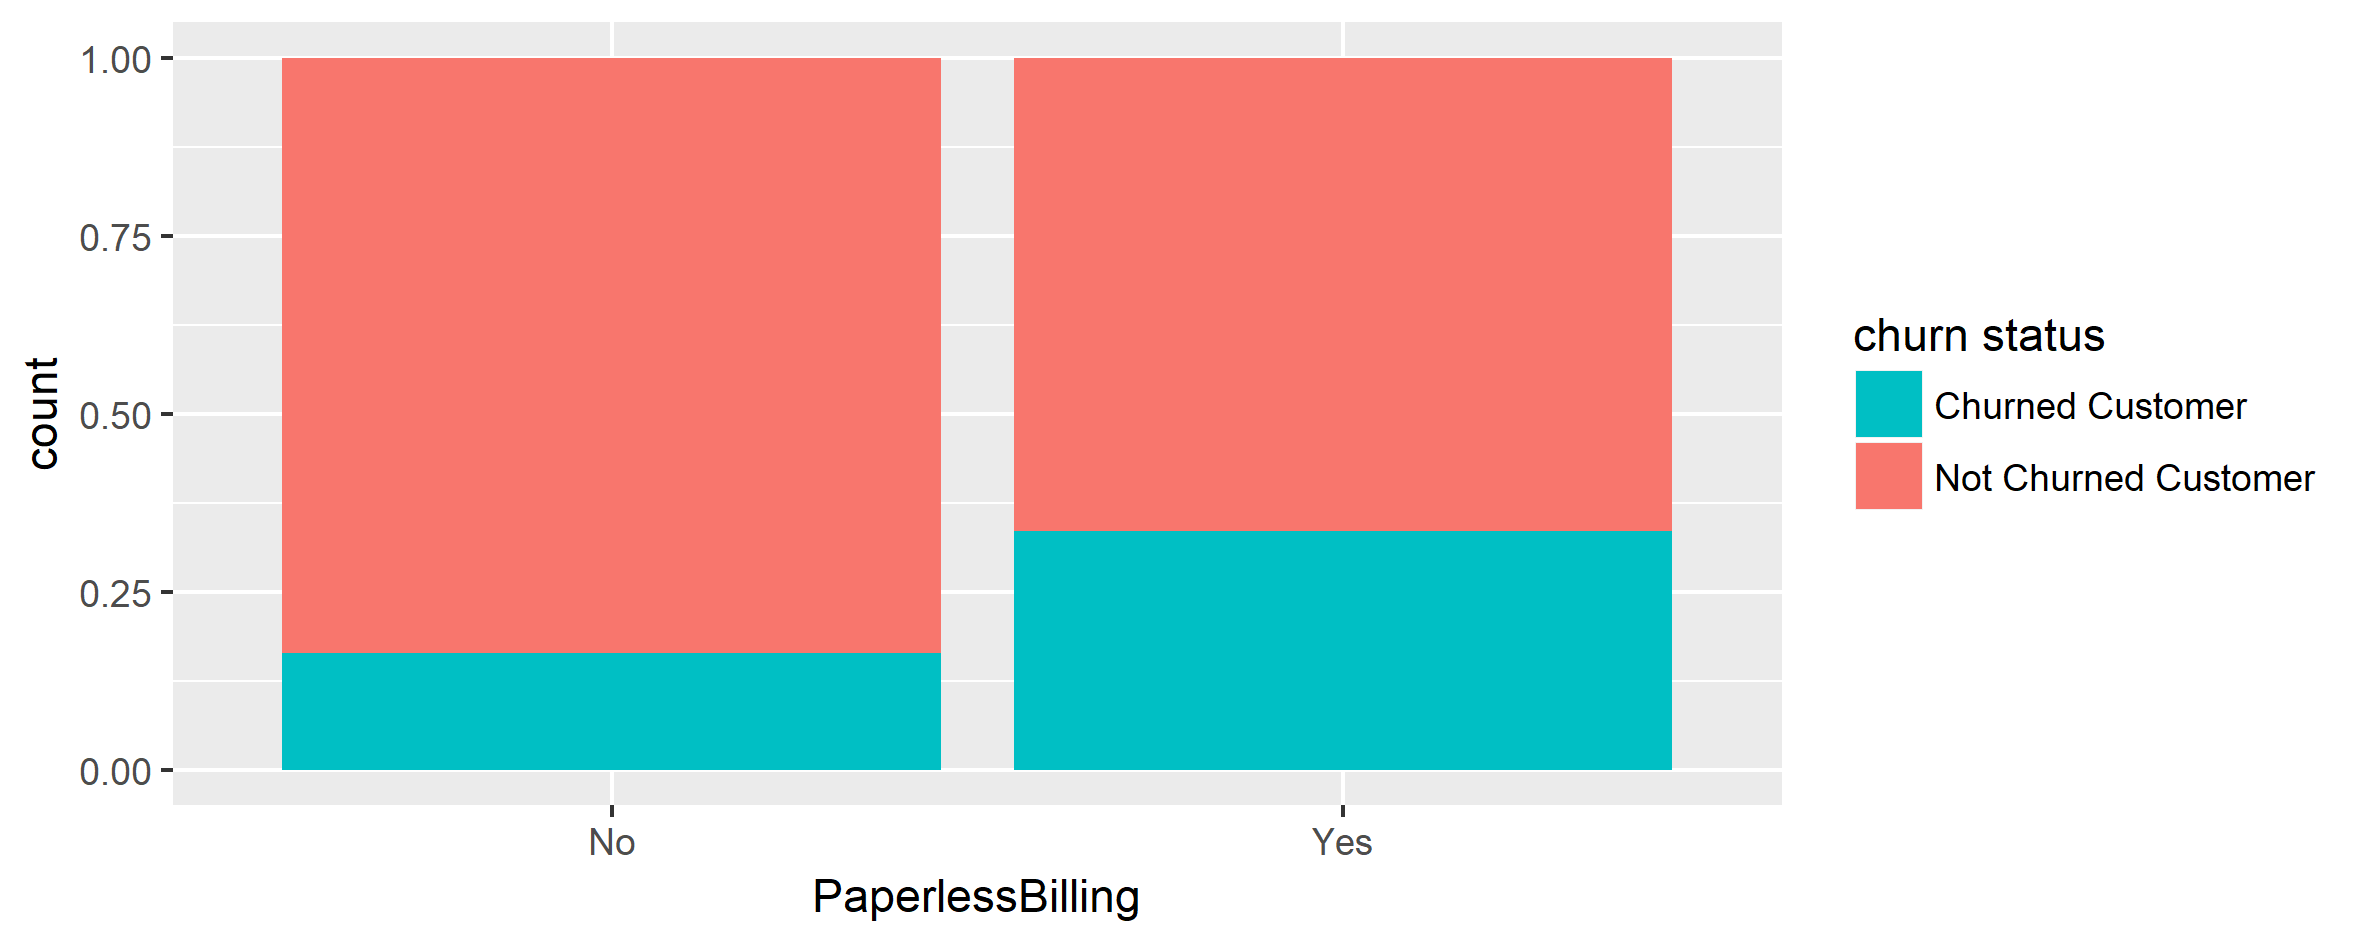 1.00
0.75
0.50
0.25
0.00
count
No
Yes
PaperlessBilling
churn status
Churned Customer
Not Churned Customer